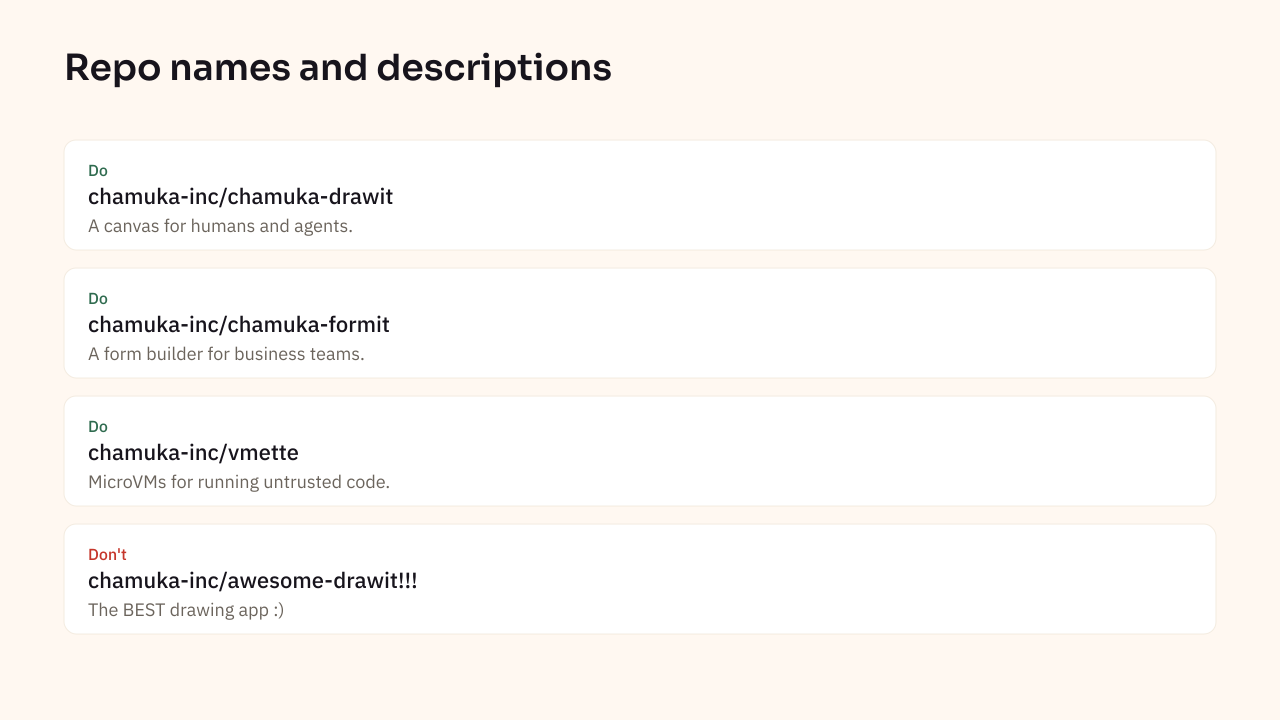 Repo names and descriptions
Do
chamuka-inc/chamuka-drawit
A canvas for humans and agents.
Do
chamuka-inc/chamuka-formit
A form builder for business teams.
Do
chamuka-inc/vmette
MicroVMs for running untrusted code.
Don't
chamuka-inc/awesome-drawit!!!
The BEST drawing app :)